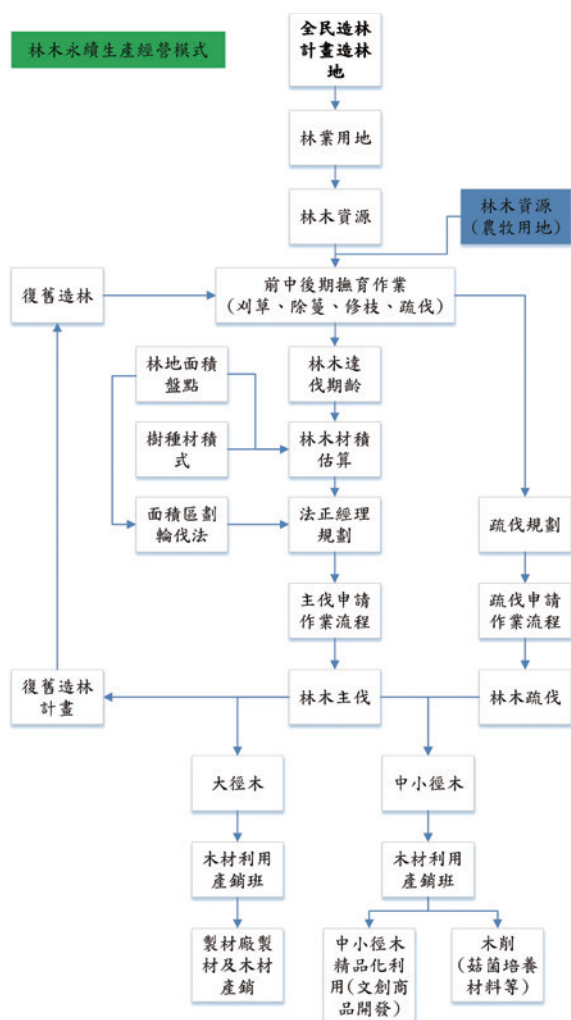 林木永續生產經營模式
全民造林
計畫造林
地
林業用地
林木資源
林木資源
(農牧用地)
復舊造林
前中後期撫育作業
(刈草、除蔓、修枝、疏伐)
林地面積
盤點
林木達
伐期齡
樹種材積
式
林木材積
估算
面積區劃
輪伐法
法正經理
規劃
疏伐規劃
主伐申請
作業流程
疏伐申請
作業流程
復舊造林
計畫
林木主伐
林木疏伐
大徑木
中小徑木
木材利用
產銷班
木材利用
產銷班
製材廠製
材及木材
產銷
中小徑木
精品化利
用(文創商
品開發)
木削
(菇菌培養
材料等)